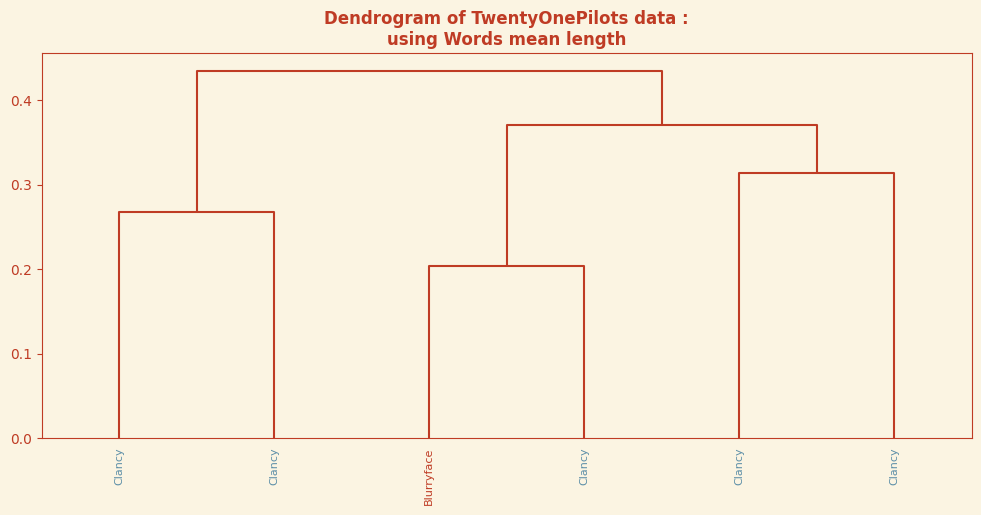 Dendrogram of TwentyOnePilots data :
using Words mean length
0.4
0.3
0.2
0.1
0.0
Clancy
Clancy
Blurryface
Clancy
Clancy
Clancy